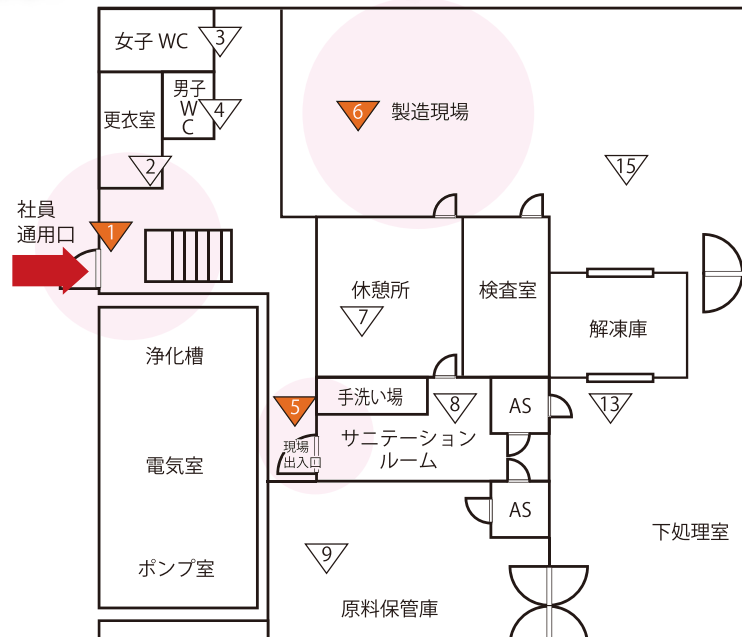 女子 WC
3
男子
W
C
4
更衣室
2
6
製造現場
15
社員
通用口
1
休憩所
7
検査室
解凍庫
浄化槽
手洗い場
8
AS
13
5
現場
出入口
サニテーション
ルーム
電気室
AS
下処理室
9
ポンプ室
原料保管庫